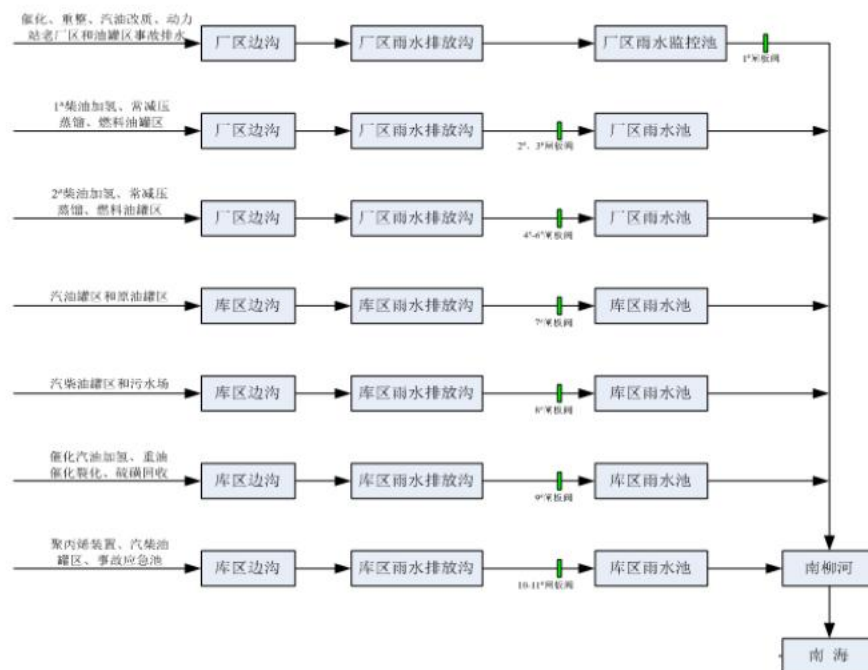 催化、重整、汽油改质、动力
站老厂区和油罐区事故排水
厂区边沟
厂区雨水排放沟
厂区雨水监控池
1#闸板阀
1#柴油加氢、常减压
蒸馏、燃料油罐区
厂区边沟
厂区雨水排放沟
2#、3#闸板阀
厂区雨水池
2#柴油加氢、常减压
蒸馏、燃料油罐区
厂区边沟
厂区雨水排放沟
4#-6#闸板阀
厂区雨水池
汽油罐区和原油罐区
库区边沟
库区雨水排放沟
7#闸板阀
库区雨水池
汽柴油罐区和污水场
库区边沟
库区雨水排放沟
8#闸板阀
库区雨水池
催化汽油加氢、重油
催化裂化、硫磺回收
库区边沟
库区雨水排放沟
9#闸板阀
库区雨水池
聚丙烯装置、汽柴油
罐区、事故应急池
库区边沟
库区雨水排放沟
10-11#闸板阀
库区雨水池
南柳河
南 海